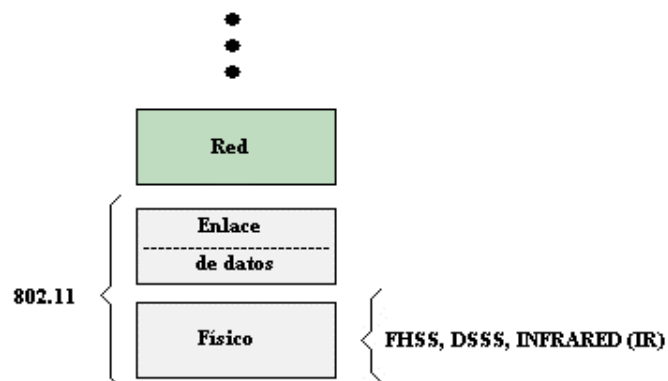 Red
Enlace
de datos
802.11
Físico
FHSS, DSSS, INFRARED (IR)